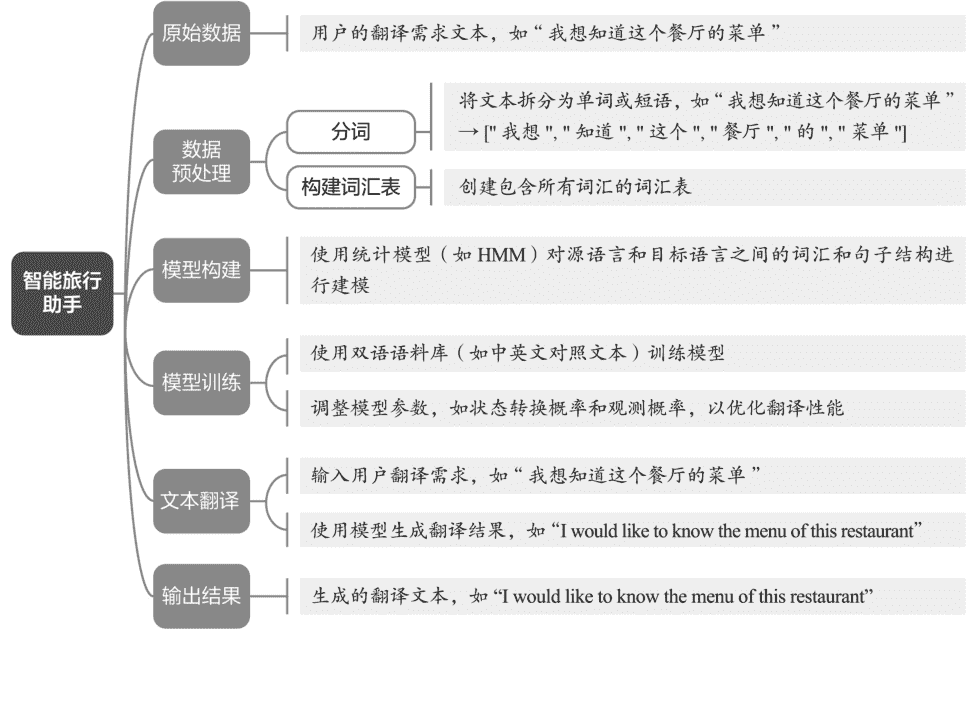 智能旅行
助手
原始数据
用户的翻译需求文本，如“我想知道这个餐厅的菜单”
数据
预处理
分词
将文本拆分为单词或短语，如“我想知道这个餐厅的菜单”
→ ["我想","知道","这个","餐厅","的","菜单"]
构建词汇表
创建包含所有词汇的词汇表
模型构建
使用统计模型（如 HMM）对源语言和目标语言之间的词汇和句子结构进
行建模
模型训练
使用双语语料库（如中英文对照文本）训练模型
调整模型参数，如状态转换概率和观测概率，以优化翻译性能
文本翻译
输入用户翻译需求，如“我想知道这个餐厅的菜单”
使用模型生成翻译结果，如“I would like to know the menu of this restaurant”
输出结果
生成的翻译文本，如“I would like to know the menu of this restaurant”